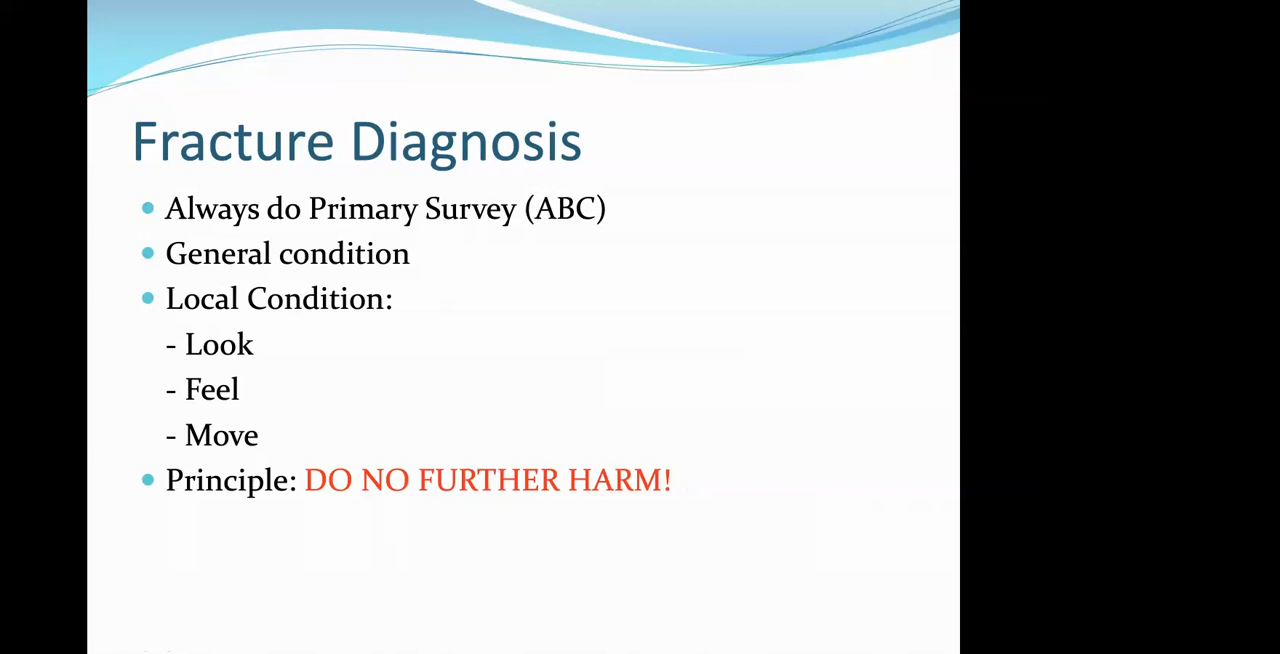 Fracture Diagnosis
Always do Primary Survey (ABC)
General condition
Local Condition:
- Look
- Feel
- Move
Principle: DO NO FURTHER HARM!